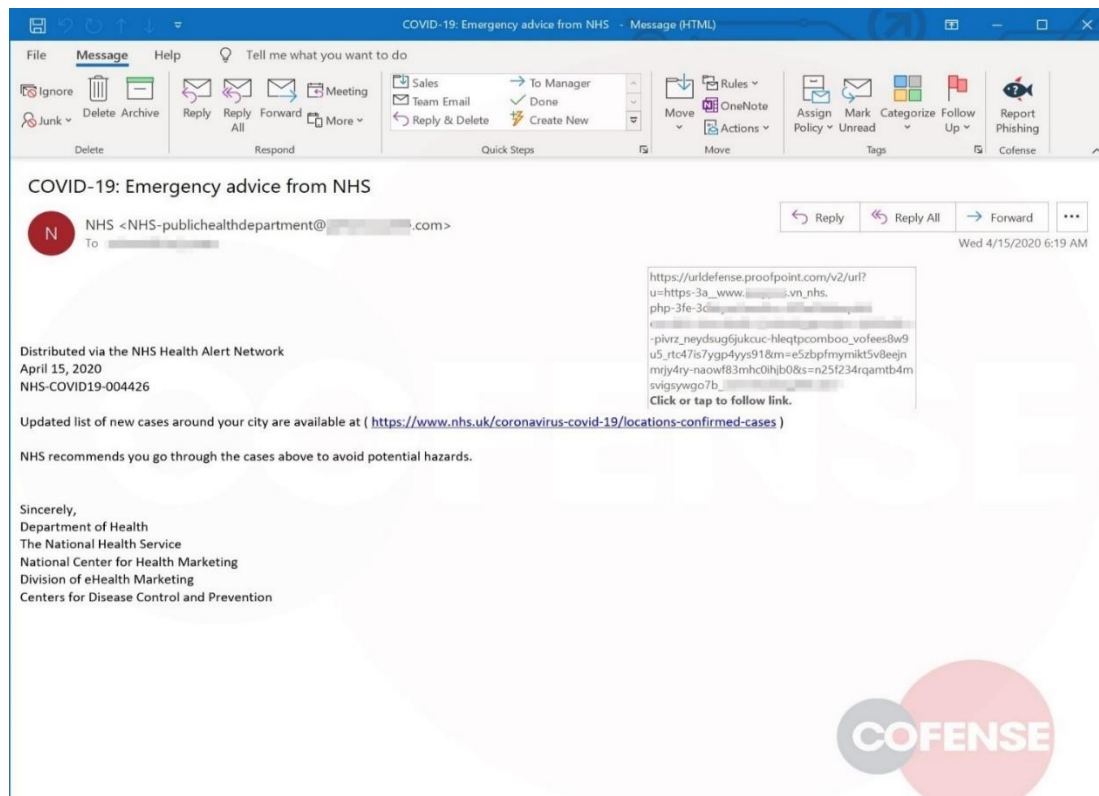 COVID-19: Emergency advice from NHS - Message (HTML)
File Message Help Tell me what you want to do
Ignore
Junk
Delete Archive
Reply Reply All Forward
Meeting
More
Sales To Manager
Team Email Done
Reply & Delete Create New
Move
Rules
OneNote
Actions
Assign Policy Mark Unread Categorize Follow Up
Report Phishing
Delete Respond Quick Steps Move Tags Cofense
COVID-19: Emergency advice from NHS
N
NHS <NHS-publichealthdepartment@ .com>
To
Reply Reply All Forward ...
Wed 4/15/2020 6:19 AM
https://urldefense.proofpoint.com/v2/url?
u=https-3a__www. .vn_nhs.
php-3fe-3d
-pivrz_neydsug6jukcuc-hleqtpcomboo_vofees8w9
u5_rtc47is7ygp4yys918&m=e5zbpfmymikt5v8eejn
mrjy4ry-naowf83mhc0ihjb0&s=n25f234rqamtb4m
svigsywgo7b_
Click or tap to follow link.
Distributed via the NHS Health Alert Network
April 15, 2020
NHS-COVID19-004426
Updated list of new cases around your city are available at ( https://www.nhs.uk/coronavirus-covid-19/locations-confirmed-cases )
NHS recommends you go through the cases above to avoid potential hazards.
Sincerely,
Department of Health
The National Health Service
National Center for Health Marketing
Division of eHealth Marketing
Centers for Disease Control and Prevention
COFENSE
COFENSE